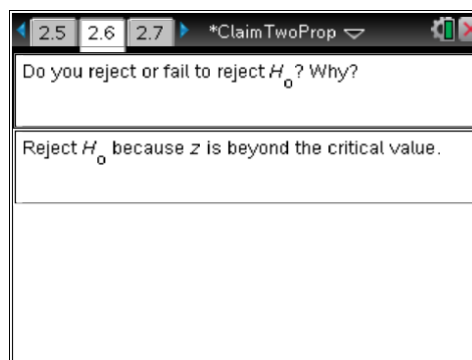 2.5 2.6 2.7 *ClaimTwoProp
Do you reject or fail to reject Ho? Why?
Reject Ho because z is beyond the critical value.